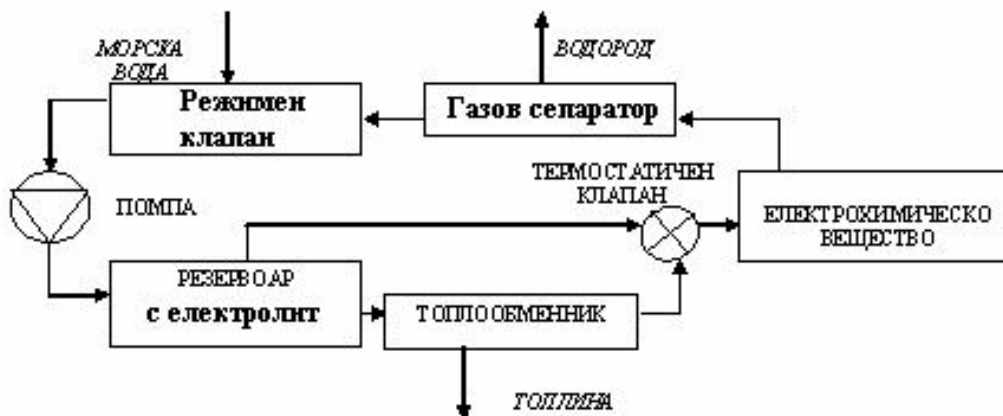 МОРСКА
ВОДА
ВОДОРОД
Режимен
клапан
Газов сепаратор
ТЕРМОСТАТИЧЕН
КЛАПАН
ПОМПА
ЕЛЕКТРОХИМИЧЕСКО
ВЕЩЕСТВО
РЕЗЕРВОАР
с електролит
ТОПЛООБМЕННИК
ТОПЛИНА